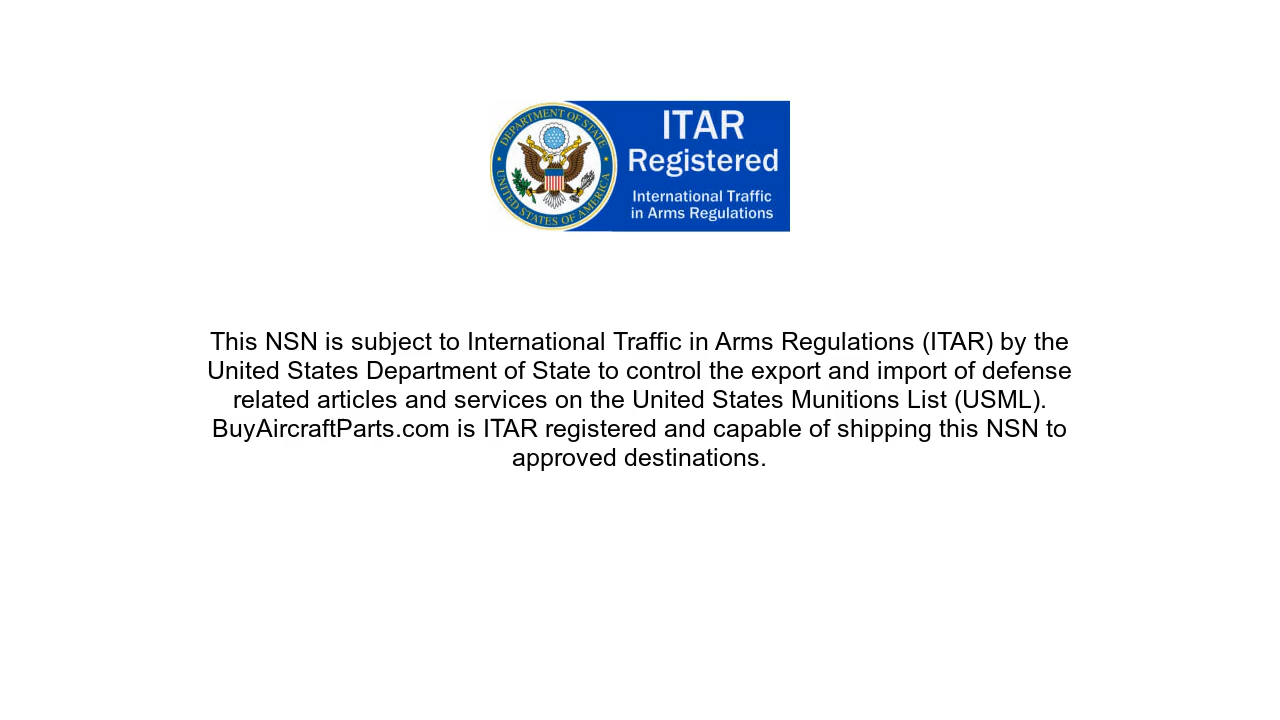 DEPARTMENT OF STATE
UNITED STATES OF AMERICA
ITAR
Registered
International Traffic
in Arms Regulations
This NSN is subject to International Traffic in Arms Regulations (ITAR) by the
United States Department of State to control the export and import of defense
related articles and services on the United States Munitions List (USML).
BuyAircraftParts.com is ITAR registered and capable of shipping this NSN to
approved destinations.